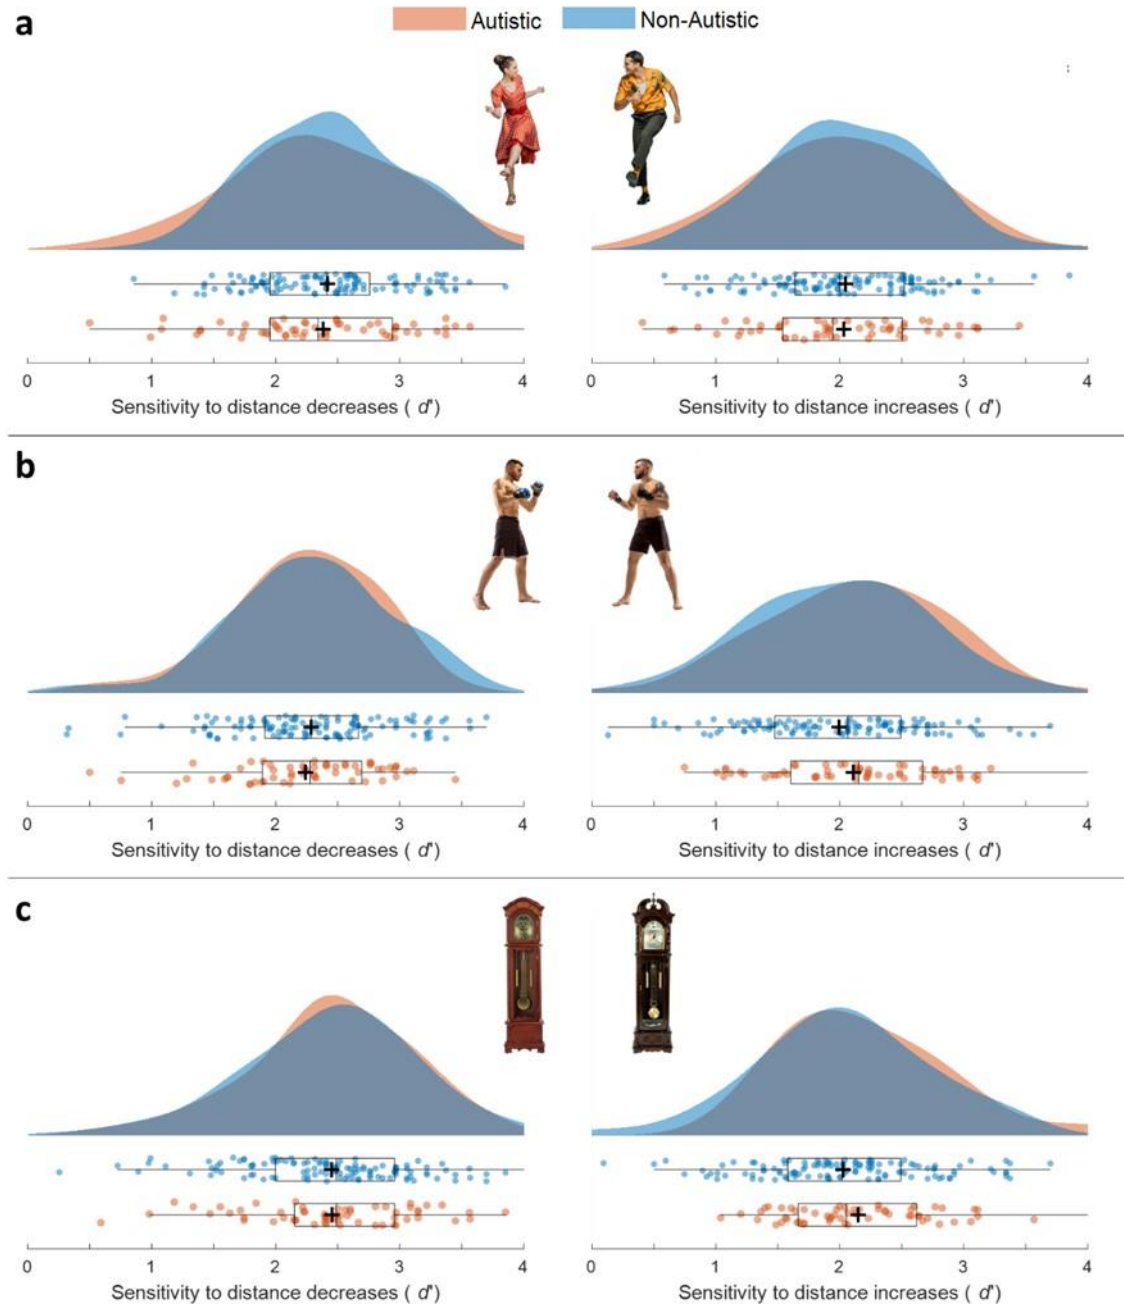 a
Autistic Non-Autistic
:
0 1 2 3 4 0 1 2 3 4
Sensitivity to distance decreases ( d') Sensitivity to distance increases ( d')
b
0 1 2 3 4 0 1 2 3 4
Sensitivity to distance decreases ( d') Sensitivity to distance increases ( d')
c
0 1 2 3 4 0 1 2 3 4
Sensitivity to distance decreases ( d') Sensitivity to distance increases ( d')